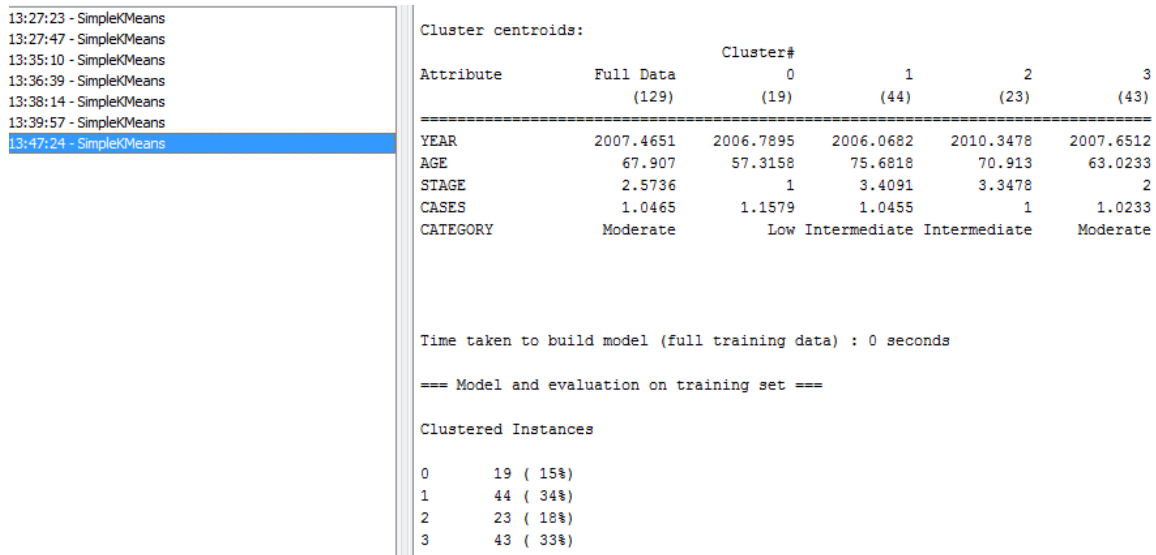 13:27:23 - SimpleKMeans
13:27:47 - SimpleKMeans
13:35:10 - SimpleKMeans
13:36:39 - SimpleKMeans
13:38:14 - SimpleKMeans
13:39:57 - SimpleKMeans
13:47:24 - SimpleKMeans
Cluster centroids:
Cluster#
Attribute Full Data 0 1 2 3
(129) (19) (44) (23) (43)
================================================================================
YEAR 2007.4651 2006.7895 2006.0682 2010.3478 2007.6512
AGE 67.907 57.3158 75.6818 70.913 63.0233
STAGE 2.5736 1 3.4091 3.3478 2
CASES 1.0465 1.1579 1.0455 1 1.0233
CATEGORY Moderate Low Intermediate Intermediate Moderate
Time taken to build model (full training data) : 0 seconds
=== Model and evaluation on training set ===
Clustered Instances
0 19 ( 15%)
1 44 ( 34%)
2 23 ( 18%)
3 43 ( 33%)